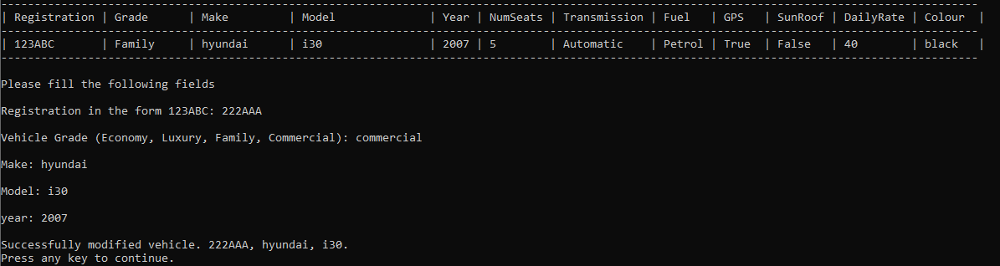 | Registration | Grade | Make | Model | Year | NumSeats | Transmission | Fuel | GPS | SunRoof | DailyRate | Colour |
| 123ABC | Family | hyundai | i30 | 2007 | 5 | Automatic | Petrol | True | False | 40 | black |
Please fill the following fields
Registration in the form 123ABC: 222AAA
Vehicle Grade (Economy, Luxury, Family, Commercial): commercial
Make: hyundai
Model: i30
year: 2007
Successfully modified vehicle. 222AAA, hyundai, i30.
Press any key to continue.